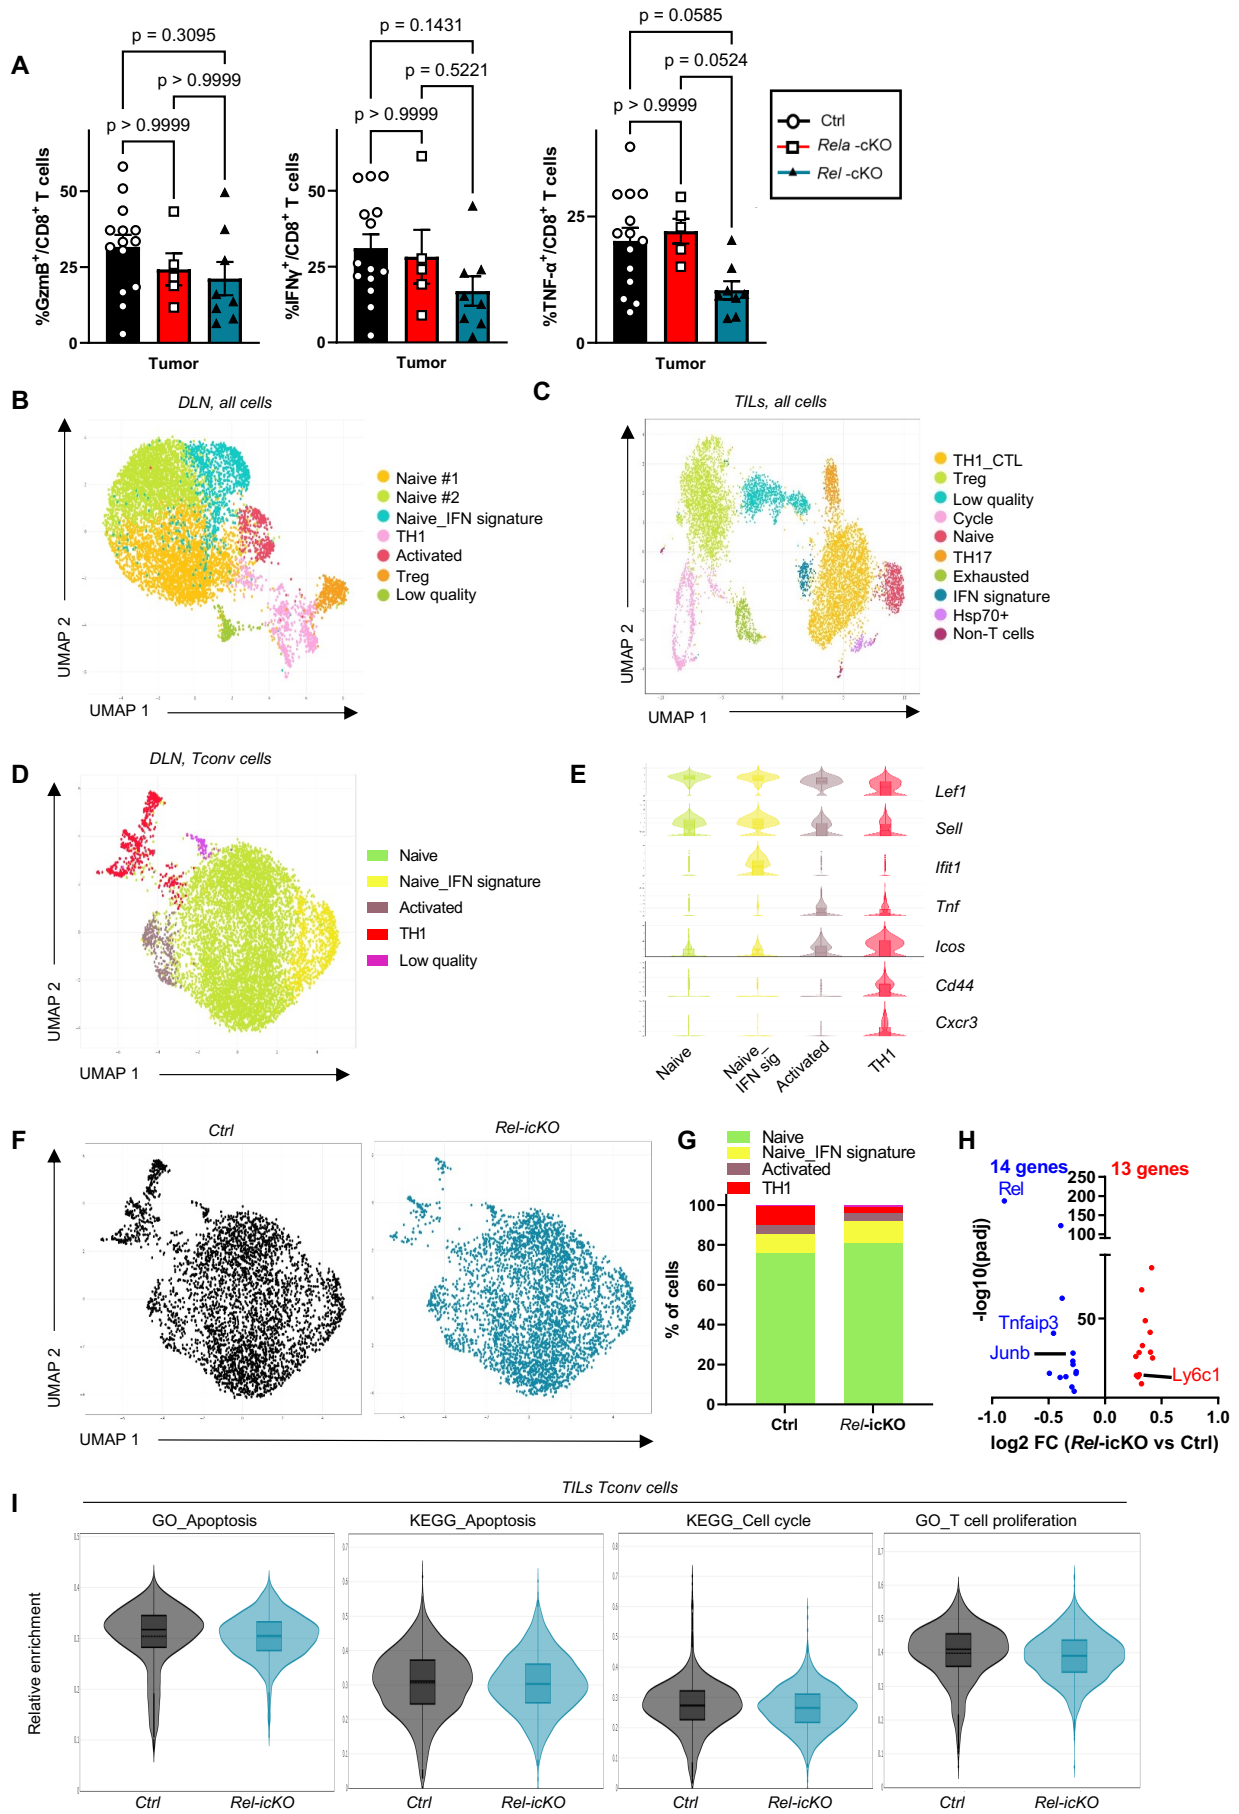 A
p = 0.3095
p > 0.9999
p > 0.9999
%GzmB+/CD8+ T cells
50
25
0
Tumor
p = 0.1431
p = 0.5221
p > 0.9999
%IFNγ+/CD8+ T cells
50
25
0
Tumor
p = 0.0585
p = 0.0524
p > 0.9999
%TNF-α+/CD8+ T cells
25
0
Tumor
Ctrl
Rela -cKO
Rel -cKO
B
DLN, all cells
UMAP 2
UMAP 1
Naive #1
Naive #2
Naive_IFN signature
TH1
Activated
Treg
Low quality
C
TILs, all cells
UMAP 2
UMAP 1
TH1_CTL
Treg
Low quality
Cycle
Naive
TH17
Exhausted
IFN signature
Hsp70+
Non-T cells
D
DLN, Tconv cells
UMAP 2
UMAP 1
Naive
Naive_IFN signature
Activated
TH1
Low quality
E
Lef1
Sell
Ifit1
Tnf
Icos
Cd44
Cxcr3
Naive
Naive_
IFN sig
Activated
TH1
F
Ctrl
Rel-icKO
UMAP 2
UMAP 1
G
Naive
Naive_IFN signature
Activated
TH1
% of cells
100
80
60
40
20
0
Ctrl
Rel-icKO
H
14 genes
13 genes
Rel
Tnfaip3
Junb
Ly6c1
-log10(padj)
250
200
150
100
50
-1.0
-0.5
0.0
0.5
1.0
log2 FC (Rel-icKO vs Ctrl)
I
TILs Tconv cells
GO_Apoptosis
KEGG_Apoptosis
KEGG_Cell cycle
GO_T cell proliferation
Relative enrichment
Ctrl
Rel-icKO
Ctrl
Rel-icKO
Ctrl
Rel-icKO
Ctrl
Rel-icKO